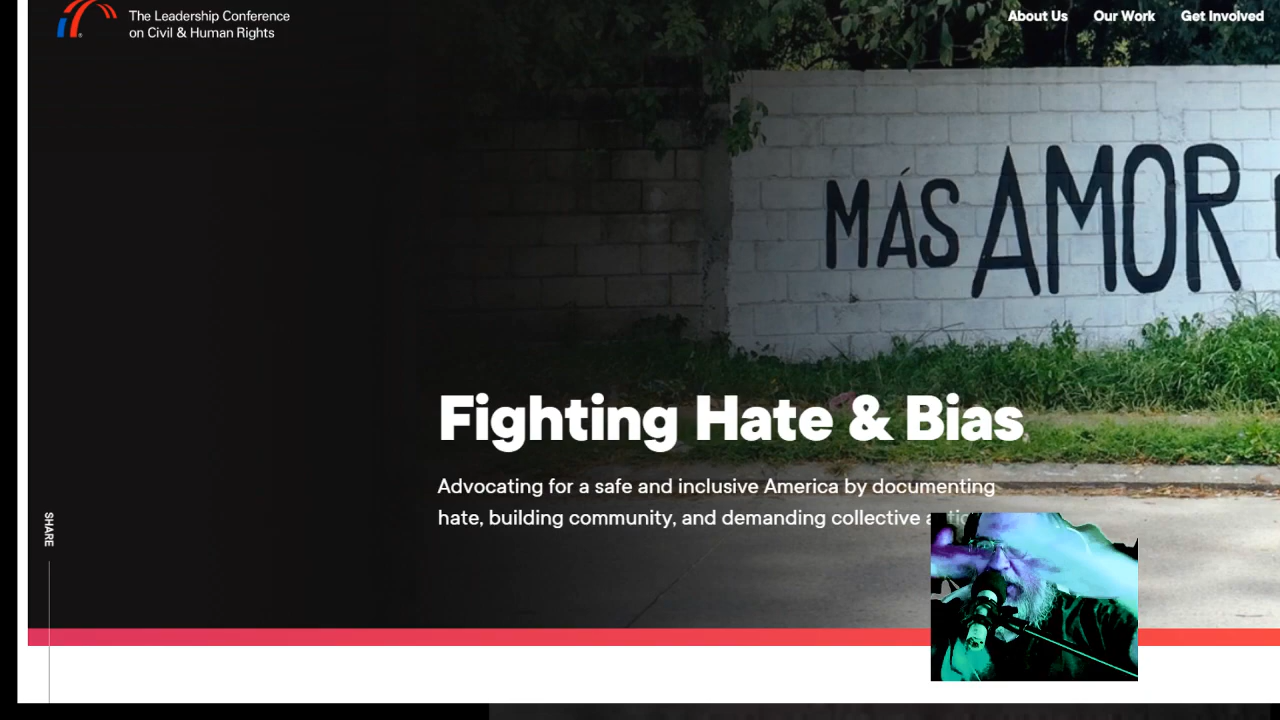 The Leadership Conference
on Civil & Human Rights
About Us Our Work Get Involved
MÁS AMOR
Fighting Hate & Bias
Advocating for a safe and inclusive America by documenting
hate, building community, and demanding collective
SHARE